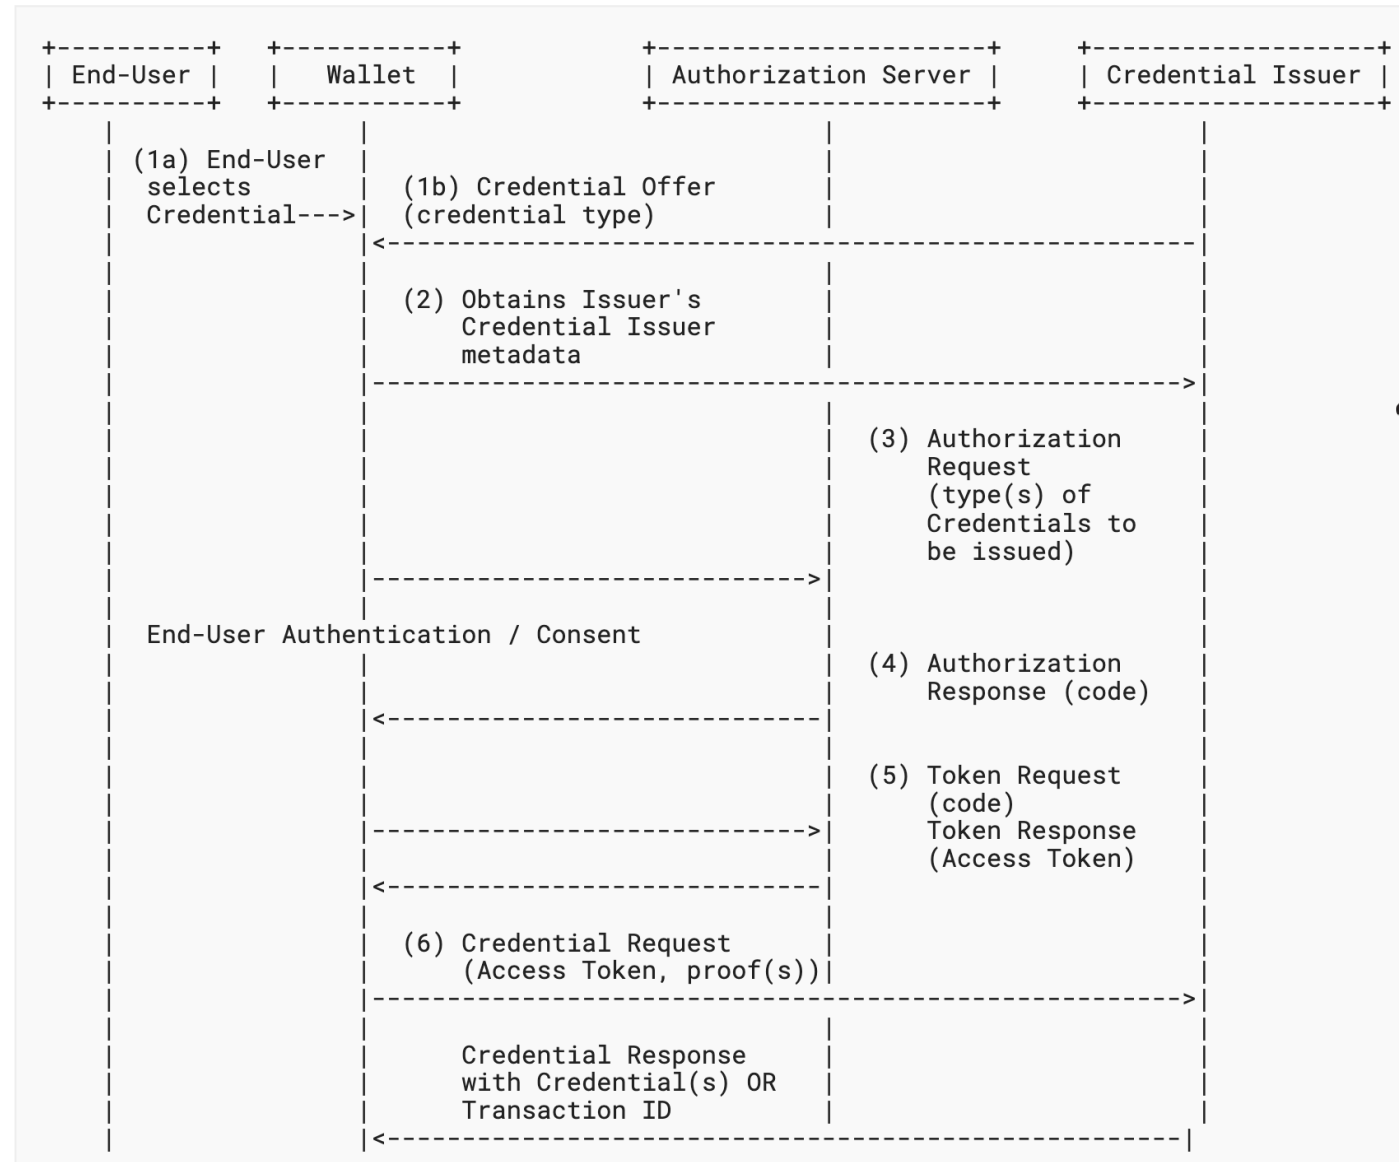 +----------+   +-----------+            +----------------------+     +-------------------+
| End-User |   |   Wallet  |            | Authorization Server |     | Credential Issuer |
+----------+   +-----------+            +----------------------+     +-------------------+
(1a) End-User
selects          (1b) Credential Offer
Credential--->|  (credential type)
<------------------------------------------------------|
(2) Obtains Issuer's
Credential Issuer
metadata
------------------------------------------------------>|
(3) Authorization
Request
(type(s) of
Credentials to
be issued)
----------------------------->|
End-User Authentication / Consent
(4) Authorization
Response (code)
<-----------------------------|
(5) Token Request
(code)
----------------------------->|   Token Response
(Access Token)
<-----------------------------|
(6) Credential Request
(Access Token, proof(s))|
------------------------------------------------------>|
Credential Response
with Credential(s) OR
Transaction ID
<------------------------------------------------------|